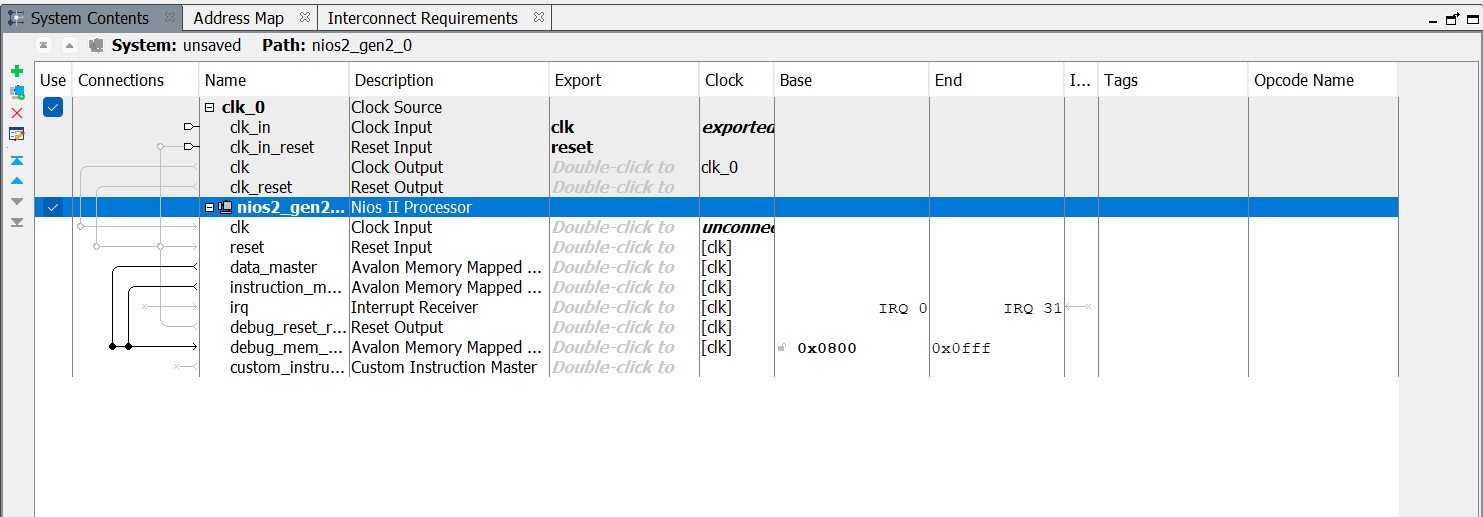 System Contents Address Map Interconnect Requirements
System: unsaved Path: nios2_gen2_0
Use Connections Name Description Export Clock Base End I... Tags Opcode Name
clk_0 Clock Source
clk_in Clock Input clk exported
clk_in_reset Reset Input reset
clk Clock Output Double-click to clk_0
clk_reset Reset Output Double-click to
nios2_gen2... Nios II Processor
clk Clock Input Double-click to unconnec
reset Reset Input Double-click to [clk]
data_master Avalon Memory Mapped ... Double-click to [clk]
instruction_m... Avalon Memory Mapped ... Double-click to [clk]
irq Interrupt Receiver Double-click to [clk] IRQ 0 IRQ 31
debug_reset_r... Reset Output Double-click to [clk]
debug_mem_... Avalon Memory Mapped ... Double-click to [clk] 0x0800 0x0fff
custom_instru... Custom Instruction Master Double-click to